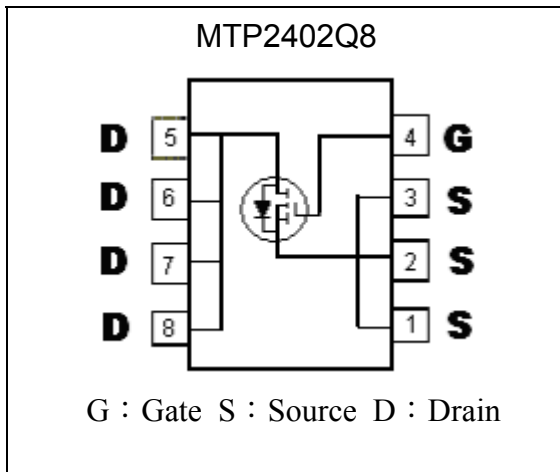 MTP2402Q8
D 5 4 G
D 6 3 S
D 7 2 S
D 8 1 S
G：Gate S：Source D：Drain